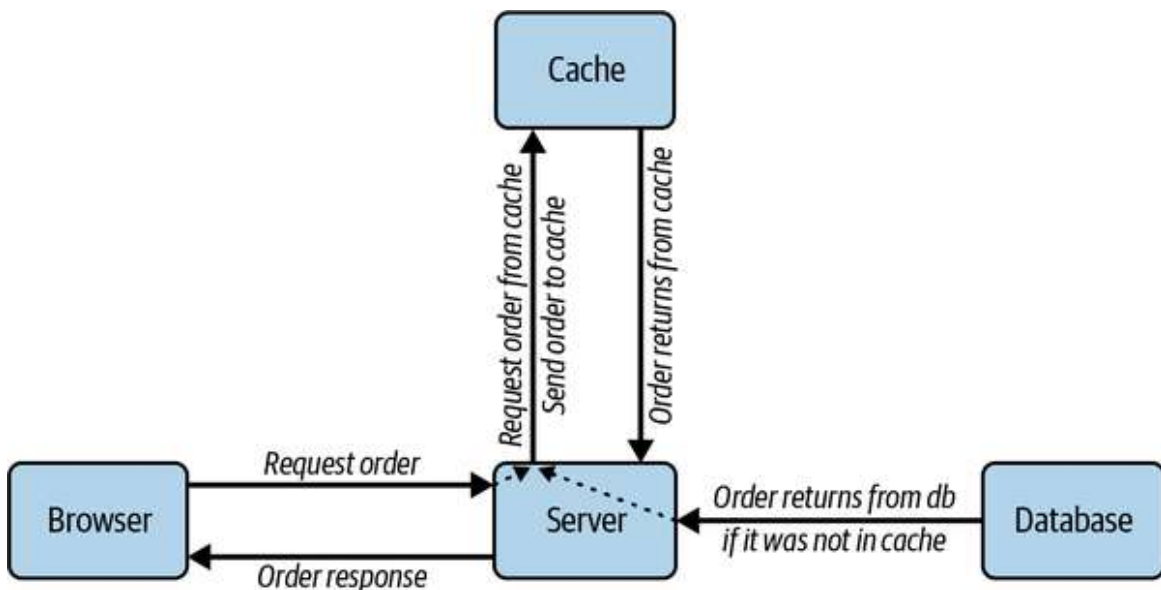 Cache
Request order from cache
Send order to cache
Order returns from cache
Request order
Browser
Order response
Server
Order returns from db
if it was not in cache
Database